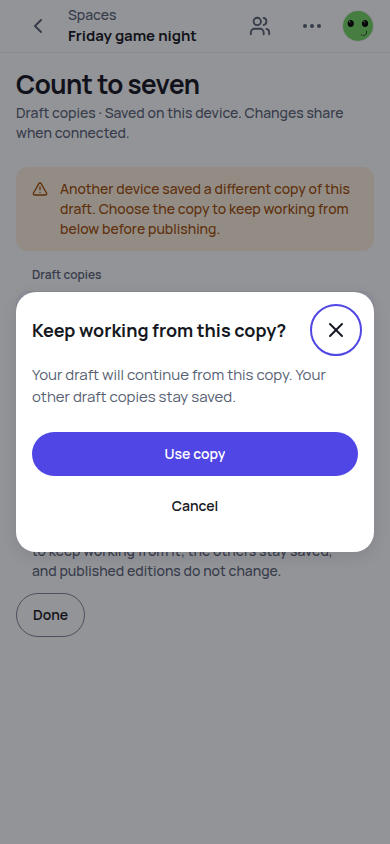 Spaces
Friday game night
Count to seven
Draft copies · Saved on this device. Changes share
when connected.
Another device saved a different copy of this
draft. Choose the copy to keep working from
below before publishing.
Draft copies
Keep working from this copy?
Your draft will continue from this copy. Your
other draft copies stay saved.
Use copy
Cancel
to keep working from it; the others stay saved,
and published editions do not change.
Done